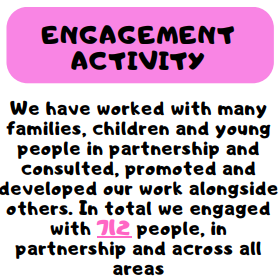 ENGAGEMENT
ACTIVITY
We have worked with many
families, children and young
people in partnership and
consulted, promoted and
developed our work alongside
others. In total we engaged
with 712 people, in
partnership and across all
areas